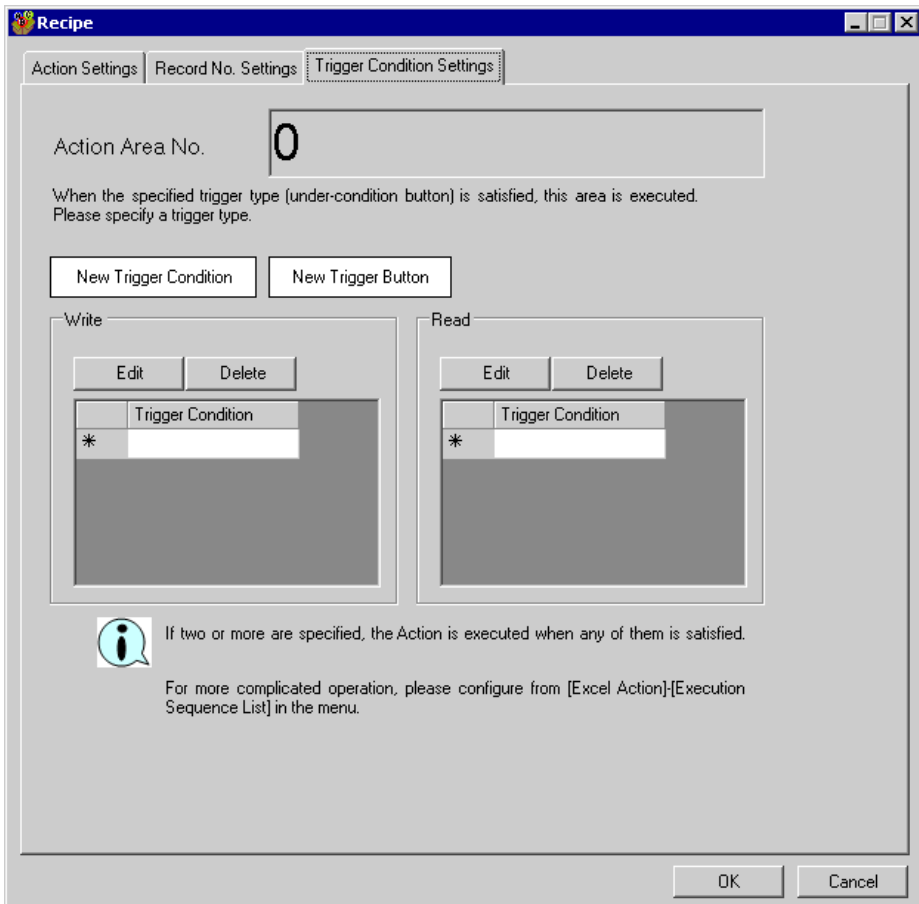 Recipe
Action Settings Record No. Settings Trigger Condition Settings
Action Area No. 0
When the specified trigger type (under-condition button) is satisfied, this area is executed.
Please specify a trigger type.
New Trigger Condition New Trigger Button
Write Read
Edit Delete Edit Delete
Trigger Condition Trigger Condition
* *
If two or more are specified, the Action is executed when any of them is satisfied.
For more complicated operation, please configure from [Excel Action]-[Execution
Sequence List] in the menu.
OK Cancel